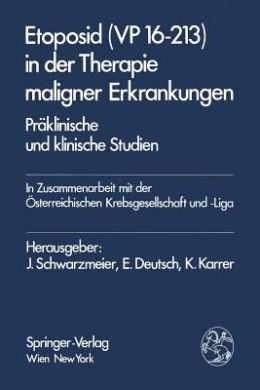 Etoposid (VP 16-213)
in der Therapie
maligner Erkrankungen
Präklinische
und klinische Studien
In Zusammenarbeit mit der
Österreichischen Krebsgesellschaft und -Liga
Herausgeber:
J. Schwarzmeier, E. Deutsch, K. Karrer
Springer-Verlag
Wien New York